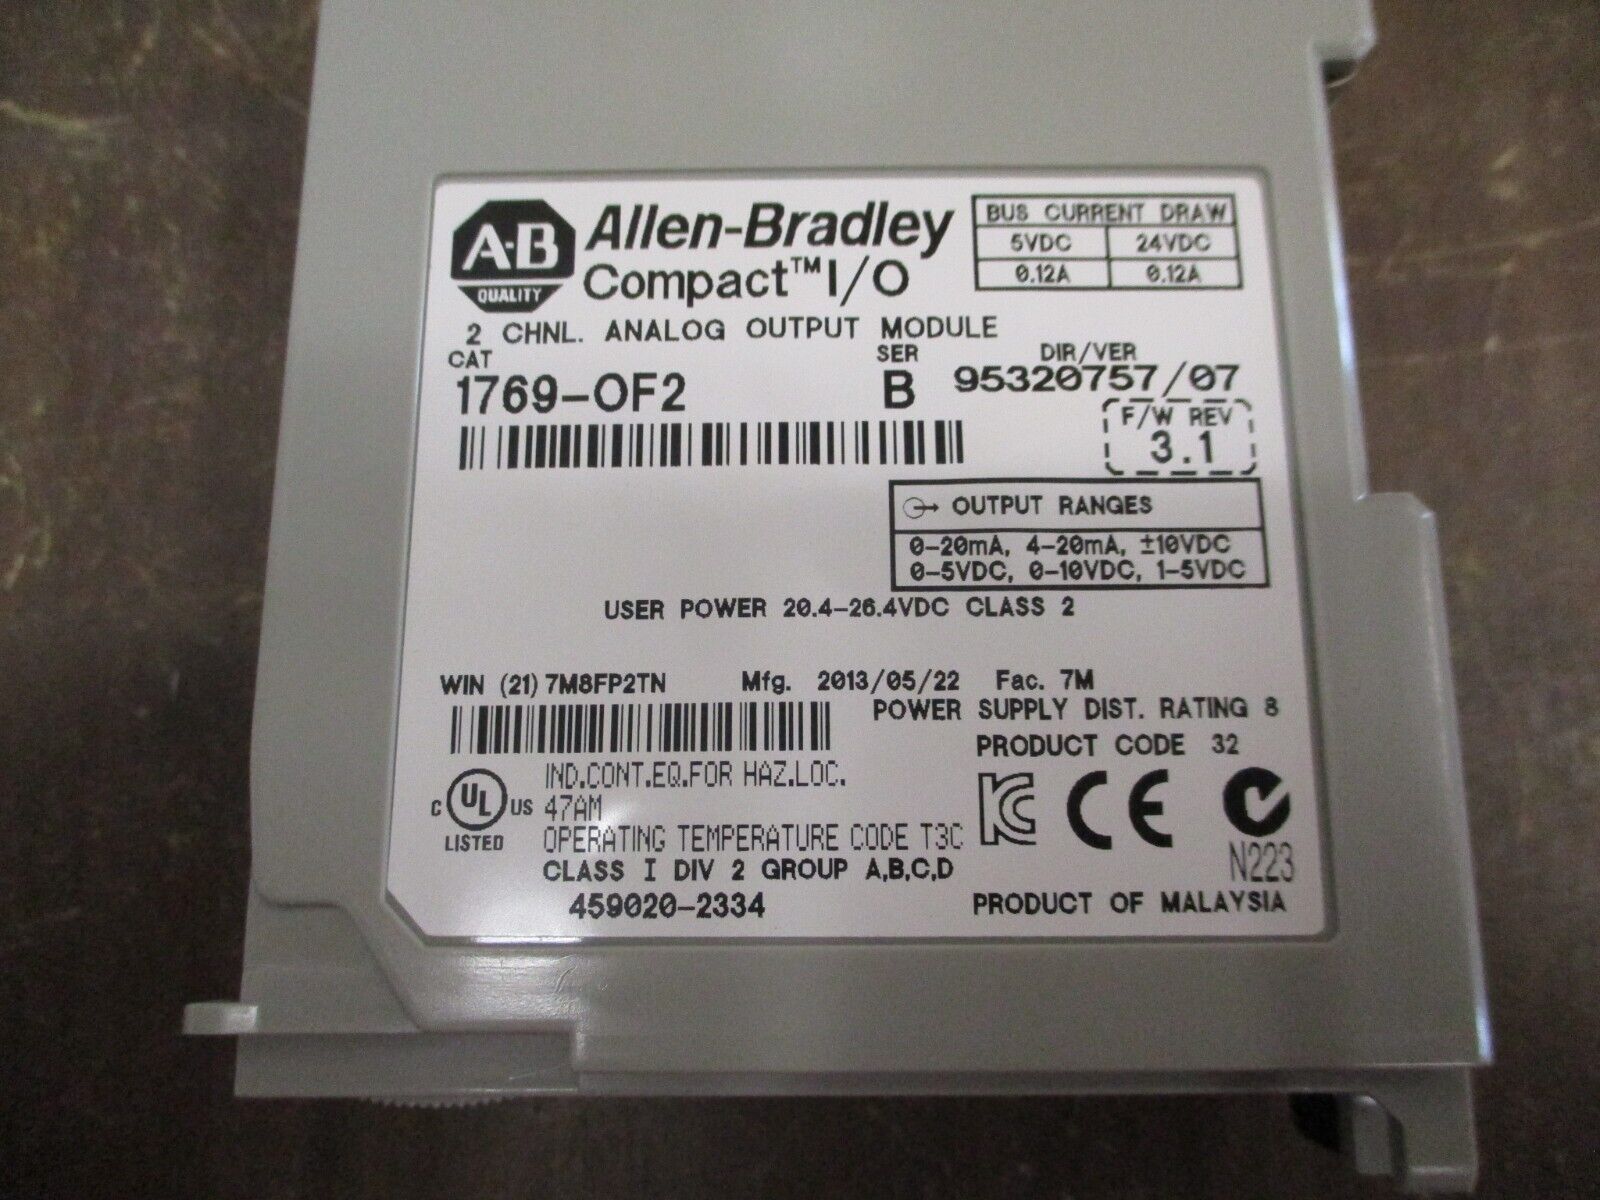 A-B
QUALITY
Allen-Bradley
Compact™ I/O
BUS CURRENT DRAW
5VDC 24VDC
0.12A 0.12A
2 CHNL. ANALOG OUTPUT MODULE
CAT SER DIR/VER
1769-OF2 B 95320757/07
F/W REV
3.1
OUTPUT RANGES
0-20mA, 4-20mA, ±10VDC
0-5VDC, 0-10VDC, 1-5VDC
USER POWER 20.4-26.4VDC CLASS 2
WIN (21) 7M8FP2TN Mfg. 2013/05/22 Fac. 7M
POWER SUPPLY DIST. RATING 8
PRODUCT CODE 32
IND.CONT.EQ.FOR HAZ.LOC.
C UL US 47AM
LISTED
OPERATING TEMPERATURE CODE T3C
CLASS I DIV 2 GROUP A,B,C,D
KC CE
N223
459020-2334 PRODUCT OF MALAYSIA